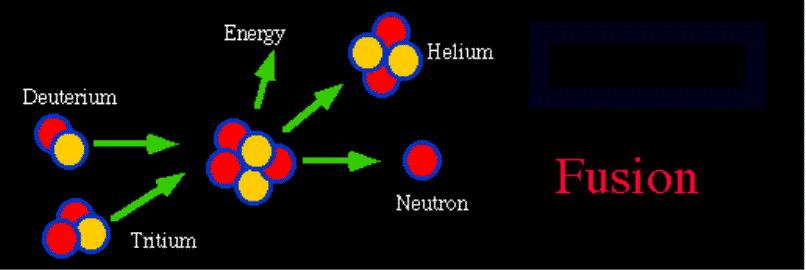 Energy
Helium
Deuterium
Fusion
Neutron
Tritium